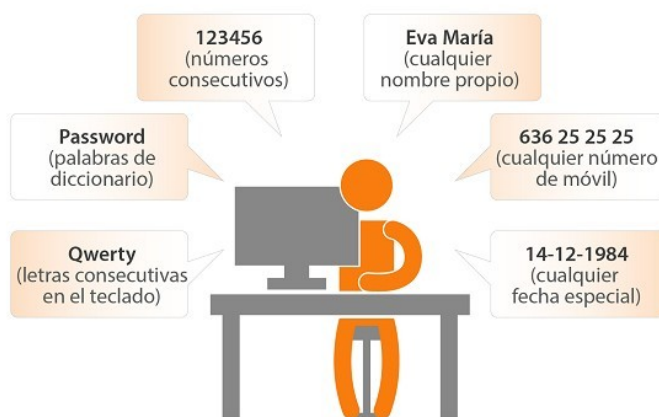 123456
(números
consecutivos)
Eva María
(cualquier
nombre propio)
Password
(palabras de
diccionario)
636 25 25 25
(cualquier número
de móvil)
Qwerty
(letras consecutivas
en el teclado)
14-12-1984
(cualquier
fecha especial)